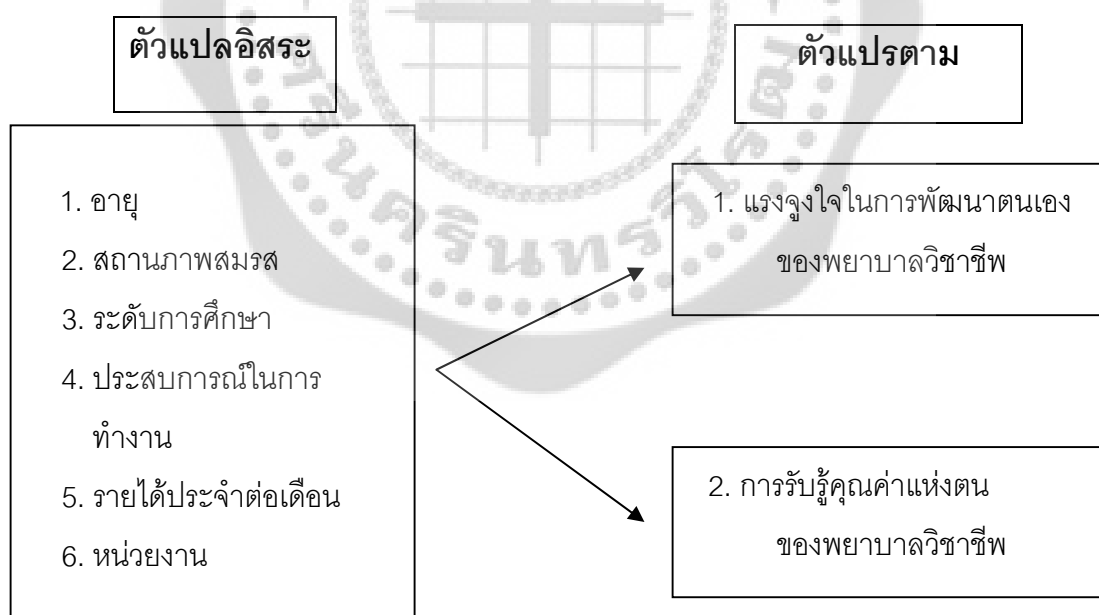 ตัวแปลอิสระ
ตัวแปรตาม
1. อายุ
2. สถานภาพสมรส
3. ระดับการศึกษา
4. ประสบการณ์ในการ
ทำงาน
5. รายได้ประจำต่อเดือน
6. หน่วยงาน
1. แรงจูงใจในการพัฒนาตนเอง
ของพยาบาลวิชาชีพ
2. การรับรู้คุณค่าแห่งตน
ของพยาบาลวิชาชีพ